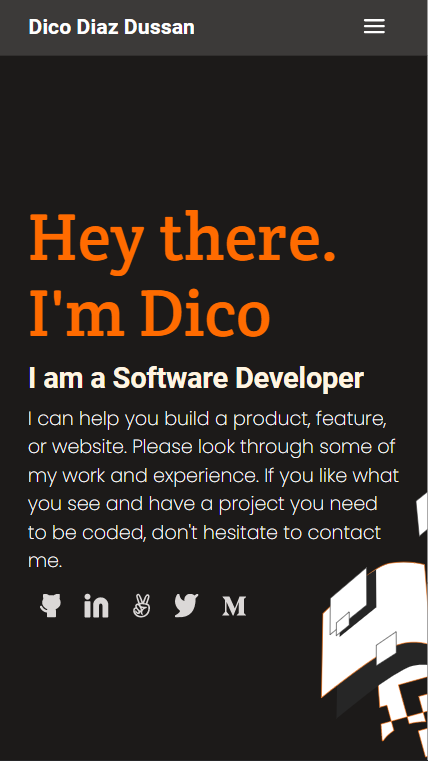 Dico Diaz Dussan
Hey there.
I'm Dico
I am a Software Developer
I can help you build a product, feature,
or website. Please look through some of
my work and experience. If you like what
you see and have a project you need
to be coded, don't hesitate to contact
me.